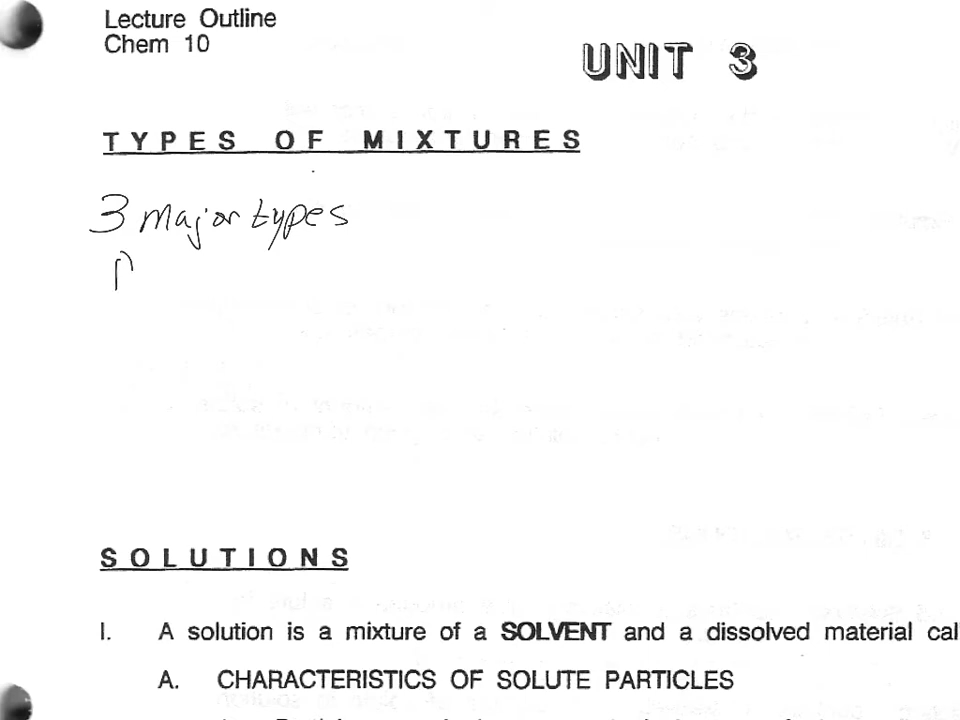 Lecture Outline
Chem 10
UNIT 3
TYPES OF MIXTURES
3 major types
SOLUTIONS
I. A solution is a mixture of a SOLVENT and a dissolved material
A. CHARACTERISTICS OF SOLUTE PARTICLES